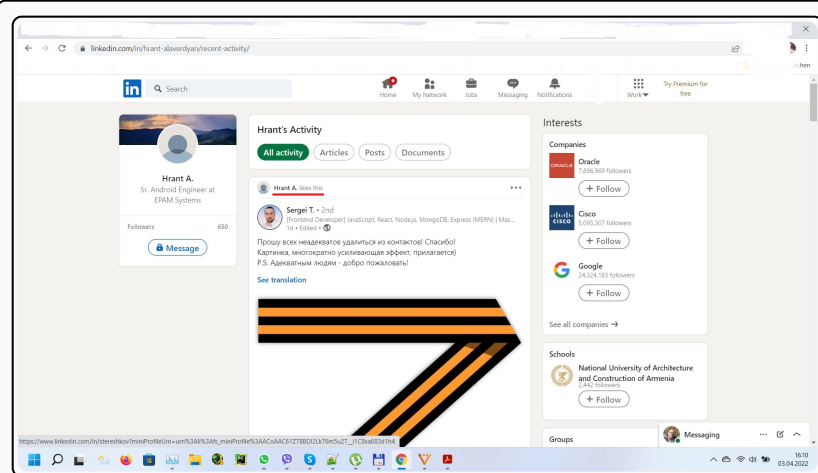 linkedin.com/in/hrant-alaverdyan/recent-activity/
in
Search
Home
My Network
Jobs
Messaging
Notifications
Work
Try Premium for
free
Hrant A.
Sr. Android Engineer at
EPAM Systems
Followers 650
Message
Hrant's Activity
All activity
Articles
Posts
Documents
Hrant A. likes this
Sergei T. • 2nd
[Frontend Developer] JavaScript, React, Node.js, MongoDB, Express (MERN) | Mas...
1d • Edited •
Прошу всех неадекватов удалиться из контактов! Спасибо!
Картинка, многократно усиливающая эффект, прилагается)
P.S. Адекватным людям - добро пожаловать!
See translation
Interests
Companies
ORACLE
Oracle
7,896,969 followers
+ Follow
CISCO
Cisco
5,095,307 followers
+ Follow
Google
24,324,183 followers
+ Follow
See all companies →
Schools
National University of Architecture
and Construction of Armenia
2,442 followers
+ Follow
Groups
Messaging
16:10
03.04.2022